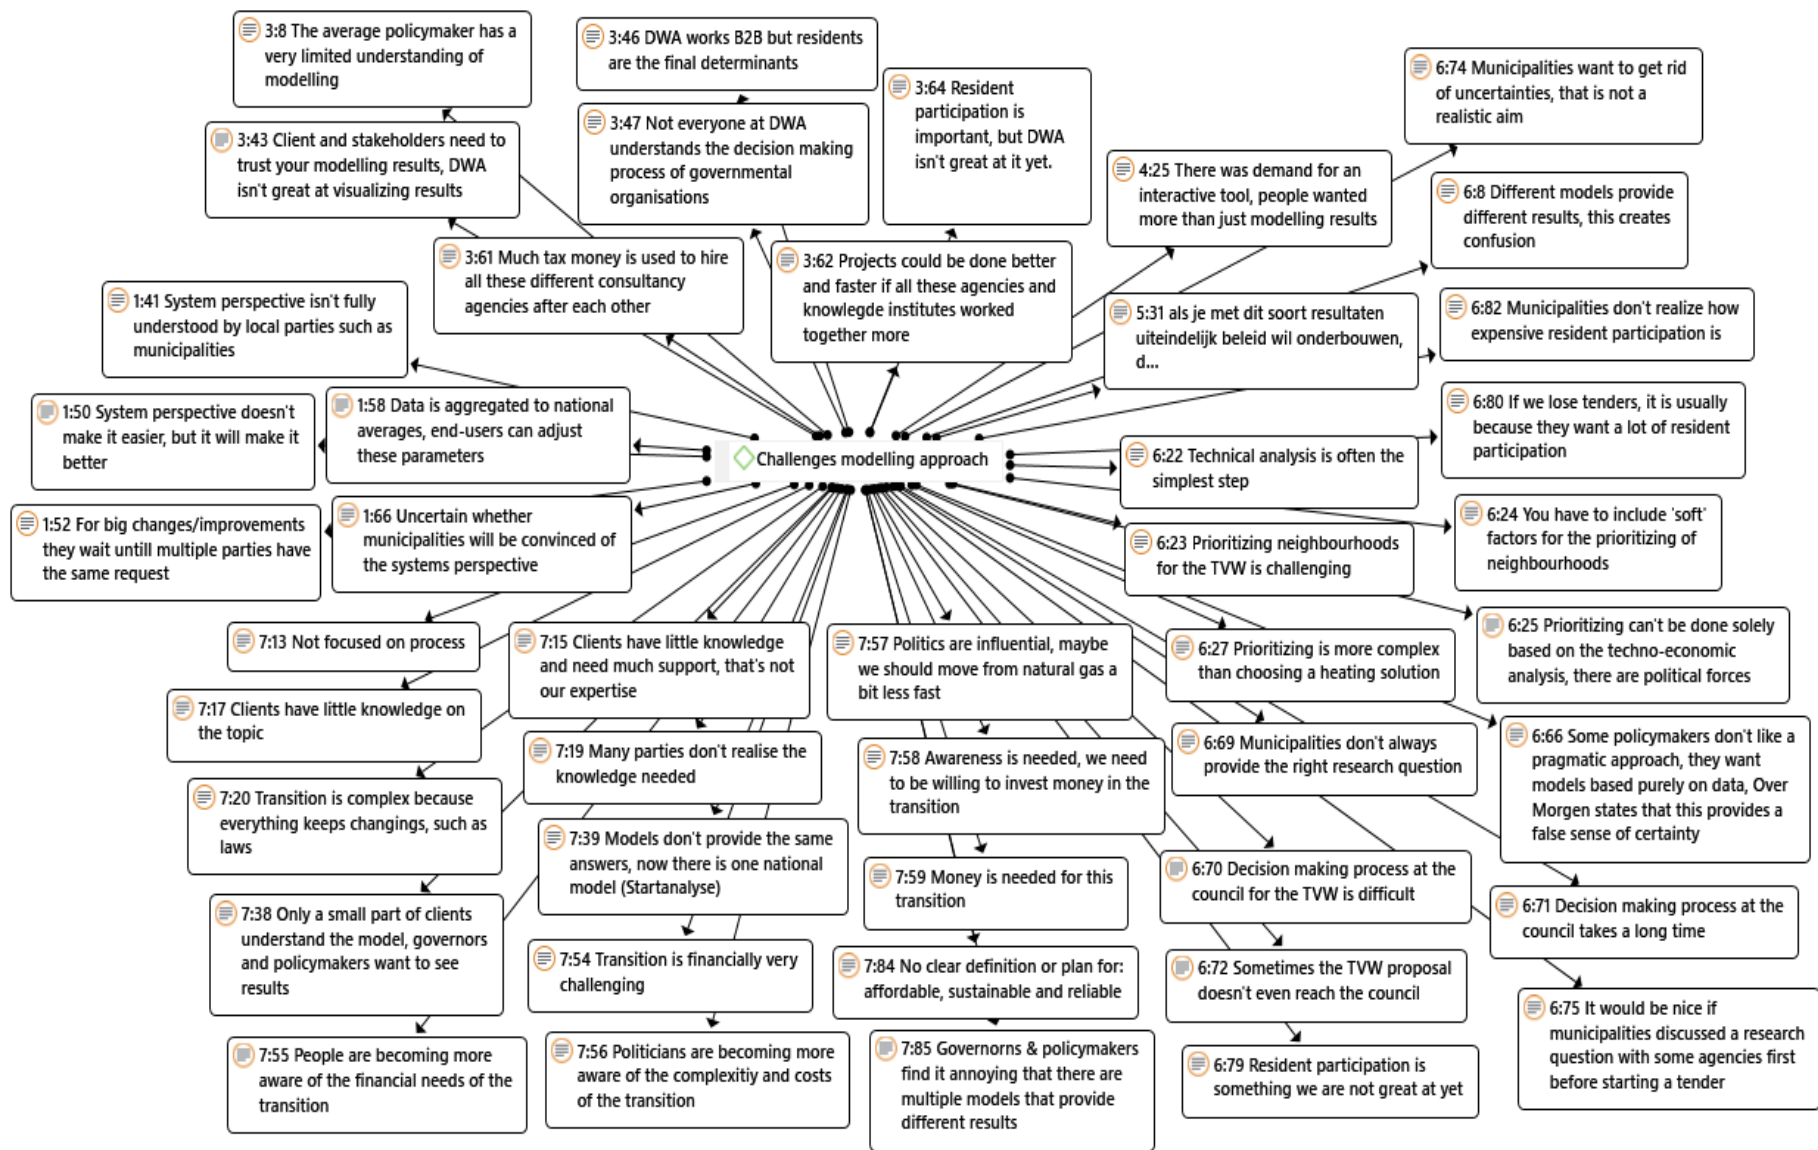 3:8 The average policymaker has a
very limited understanding of
modelling
3:46 DWA works B2B but residents
are the final determinants
3:64 Resident
participation is
important, but DWA
isn't great at it yet.
6:74 Municipalities want to get rid
of uncertainties, that is not a
realistic aim
3:43 Client and stakeholders need to
trust your modelling results, DWA
isn't great at visualizing results
3:47 Not everyone at DWA
understands the decision making
process of governmental
organisations
4:25 There was demand for an
interactive tool, people wanted
more than just modelling results
6:8 Different models provide
different results, this creates
confusion
3:61 Much tax money is used to hire
all these different consultancy
agencies after each other
3:62 Projects could be done better
and faster if all these agencies and
knowlegde institutes worked
together more
1:41 System perspective isn't fully
understood by local parties such as
municipalities
5:31 als je met dit soort resultaten
uiteindelijk beleid wil onderbouwen,
d...
6:82 Municipalities don't realize how
expensive resident participation is
1:50 System perspective doesn't
make it easier, but it will make it
better
1:58 Data is aggregated to national
averages, end-users can adjust
these parameters
Challenges modelling approach
6:22 Technical analysis is often the
simplest step
6:80 If we lose tenders, it is usually
because they want a lot of resident
participation
1:52 For big changes/improvements
they wait untill multiple parties have
the same request
1:66 Uncertain whether
municipalities will be convinced of
the systems perspective
6:23 Prioritizing neighbourhoods
for the TVW is challenging
6:24 You have to include 'soft'
factors for the prioritizing of
neighbourhoods
7:13 Not focused on process
7:15 Clients have little knowledge
and need much support, that's not
our expertise
7:57 Politics are influential, maybe
we should move from natural gas a
bit less fast
6:27 Prioritizing is more complex
than choosing a heating solution
6:25 Prioritizing can't be done solely
based on the techno-economic
analysis, there are political forces
7:17 Clients have little knowledge on
the topic
7:19 Many parties don't realise the
knowledge needed
7:58 Awareness is needed, we need
to be willing to invest money in the
transition
6:69 Municipalities don't always
provide the right research question
6:66 Some policymakers don't like a
pragmatic approach, they want
models based purely on data, Over
Morgen states that this provides a
false sense of certainty
7:20 Transition is complex because
everything keeps changings, such as
laws
7:39 Models don't provide the same
answers, now there is one national
model (Startanalyse)
7:59 Money is needed for this
transition
6:70 Decision making process at the
council for the TVW is difficult
6:71 Decision making process at the
council takes a long time
7:38 Only a small part of clients
understand the model, governors
and policymakers want to see
results
7:54 Transition is financially very
challenging
7:84 No clear definition or plan for:
affordable, sustainable and reliable
6:72 Sometimes the TVW proposal
doesn't even reach the council
6:75 It would be nice if
municipalities discussed a research
question with some agencies first
before starting a tender
7:55 People are becoming more
aware of the financial needs of the
transition
7:56 Politicians are becoming more
aware of the complexitiy and costs
of the transition
7:85 Governorns & policymakers
find it annoying that there are
multiple models that provide
different results
6:79 Resident participation is
something we are not great at yet